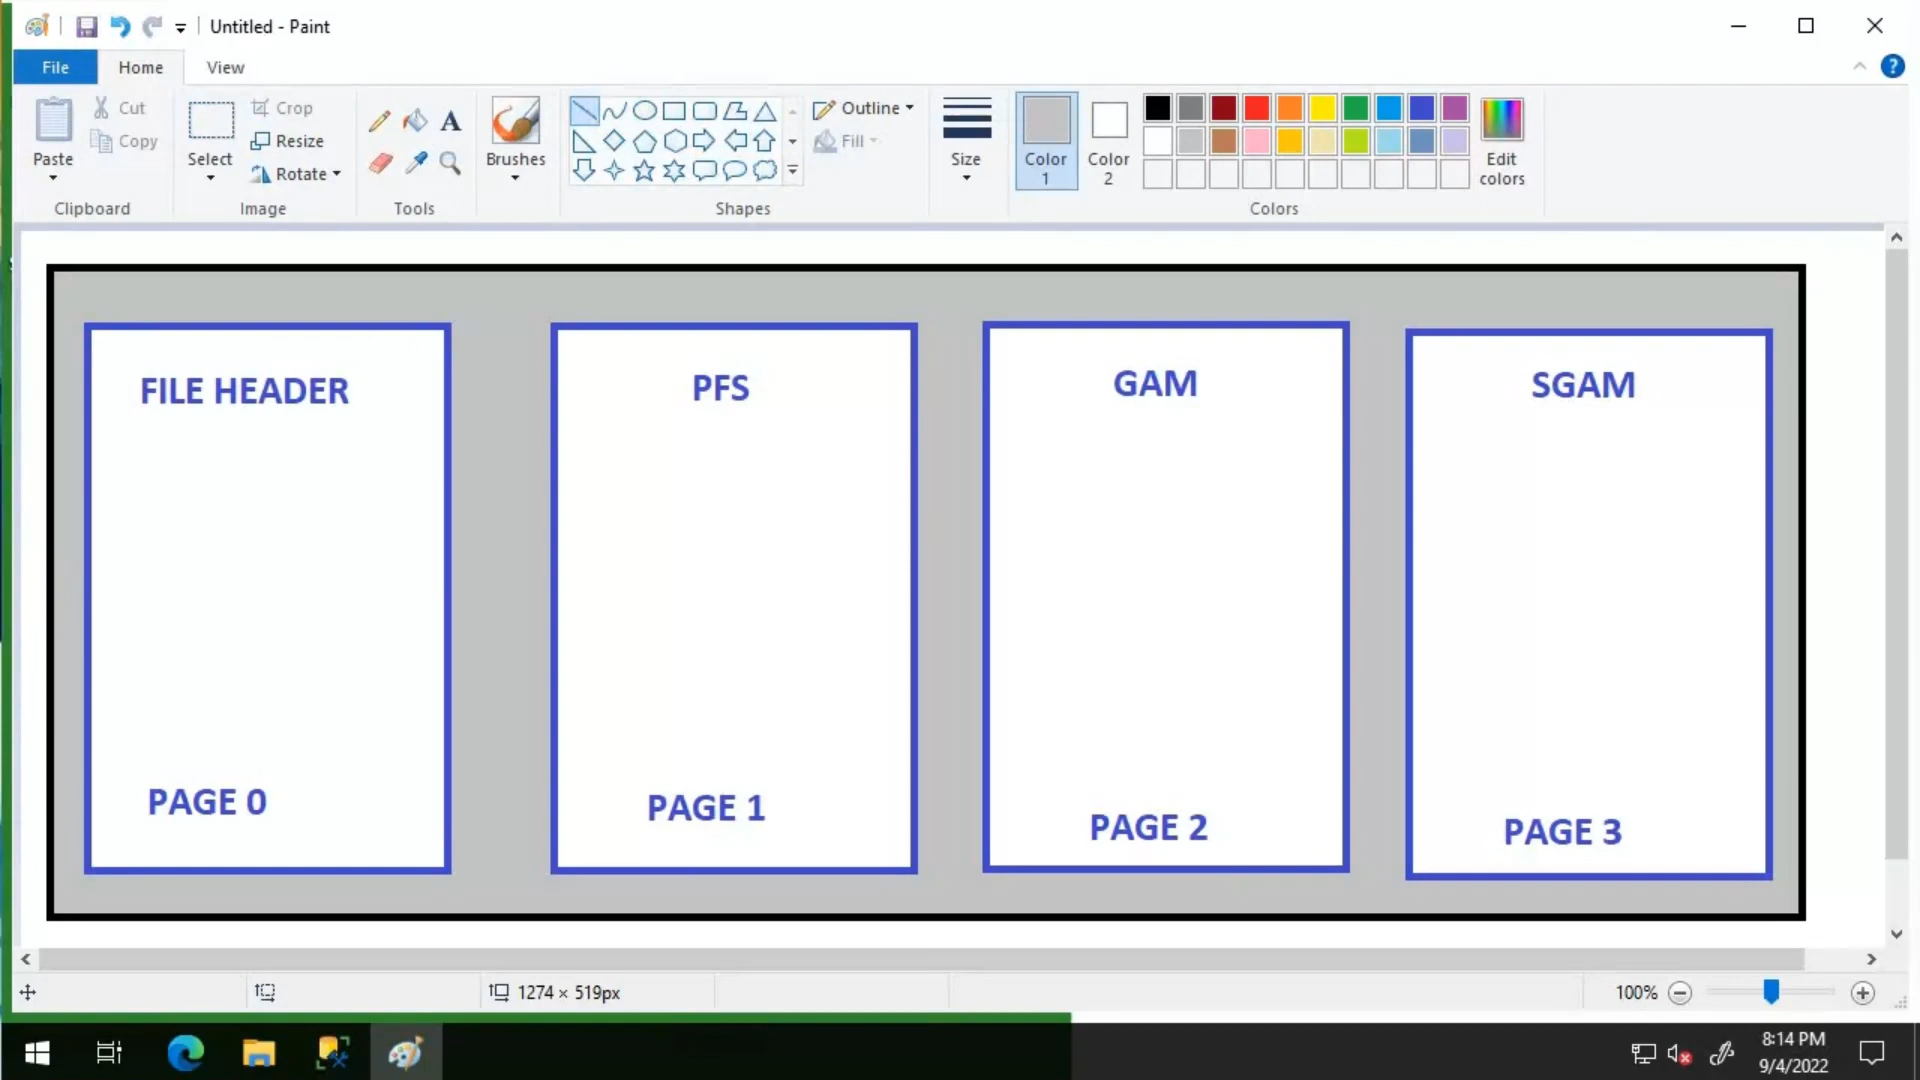 Untitled - Paint
File Home View
Paste
Cut
Copy
Clipboard
Select
Crop
Resize
Rotate
Image
Tools
Brushes
Shapes
Outline
Fill
Size
Color 1
Color 2
Edit colors
Colors
FILE HEADER
PAGE 0
PFS
PAGE 1
GAM
PAGE 2
SGAM
PAGE 3
1274 × 519px
100%
8:14 PM
9/4/2022